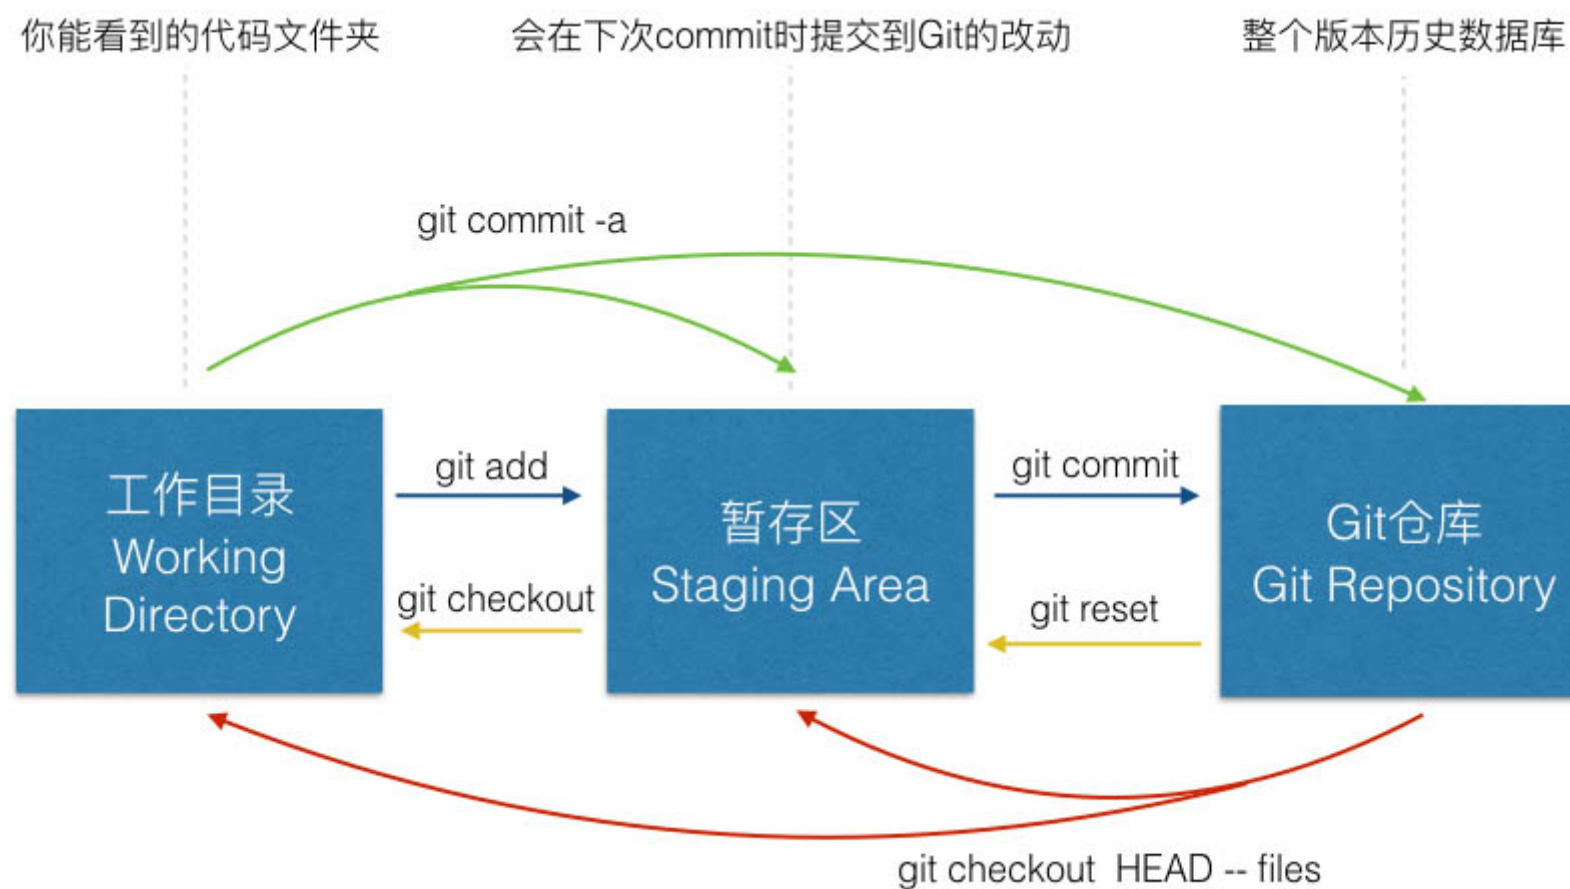 你能看到的代码文件夹
会在下次commit时提交到Git的改动
整个版本历史数据库
git commit -a
git add
git commit
工作目录
Working
Directory
暂存区
Staging Area
Git仓库
Git Repository
git checkout
git reset
git checkout HEAD -- files